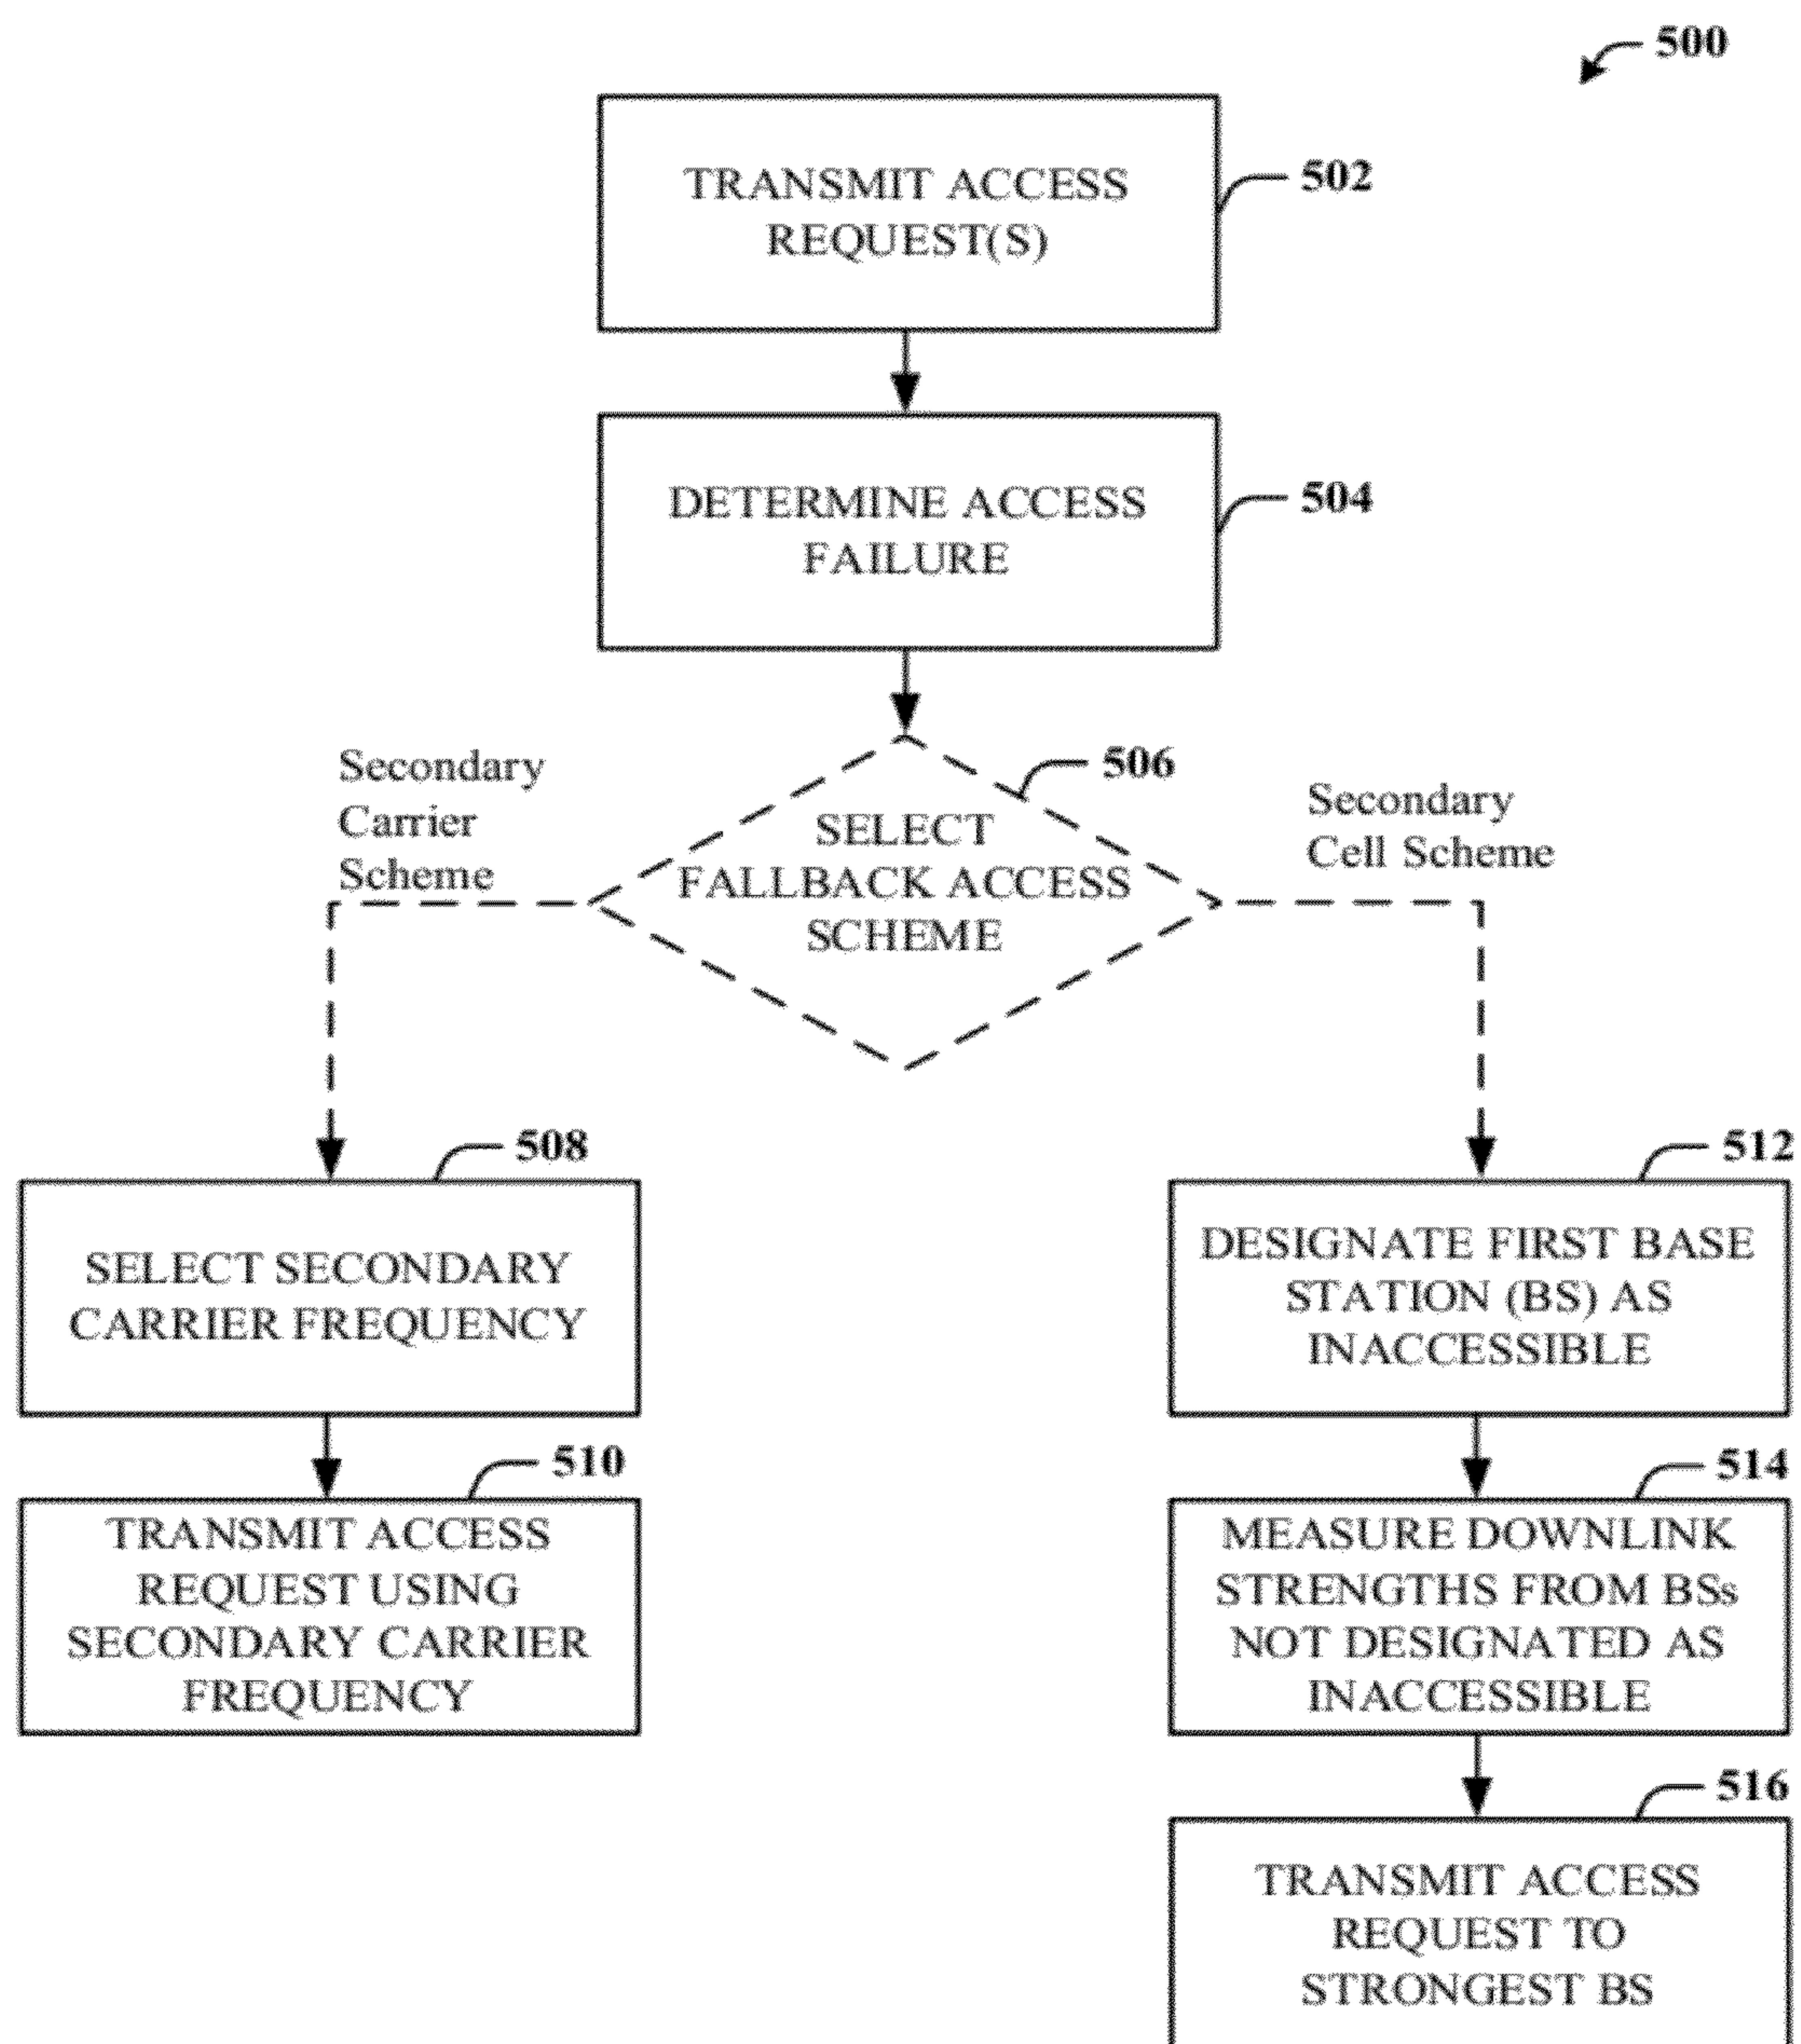 500
TRANSMIT ACCESS
REQUEST(S)
502
DETERMINE ACCESS
FAILURE
504
Secondary
Carrier
Scheme
506
SELECT
FALLBACK ACCESS
SCHEME
Secondary
Cell Scheme
508
SELECT SECONDARY
CARRIER FREQUENCY
510
TRANSMIT ACCESS
REQUEST USING
SECONDARY CARRIER
FREQUENCY
512
DESIGNATE FIRST BASE
STATION (BS) AS
INACCESSIBLE
514
MEASURE DOWNLINK
STRENGTHS FROM BSs
NOT DESIGNATED AS
INACCESSIBLE
516
TRANSMIT ACCESS
REQUEST TO
STRONGEST BS